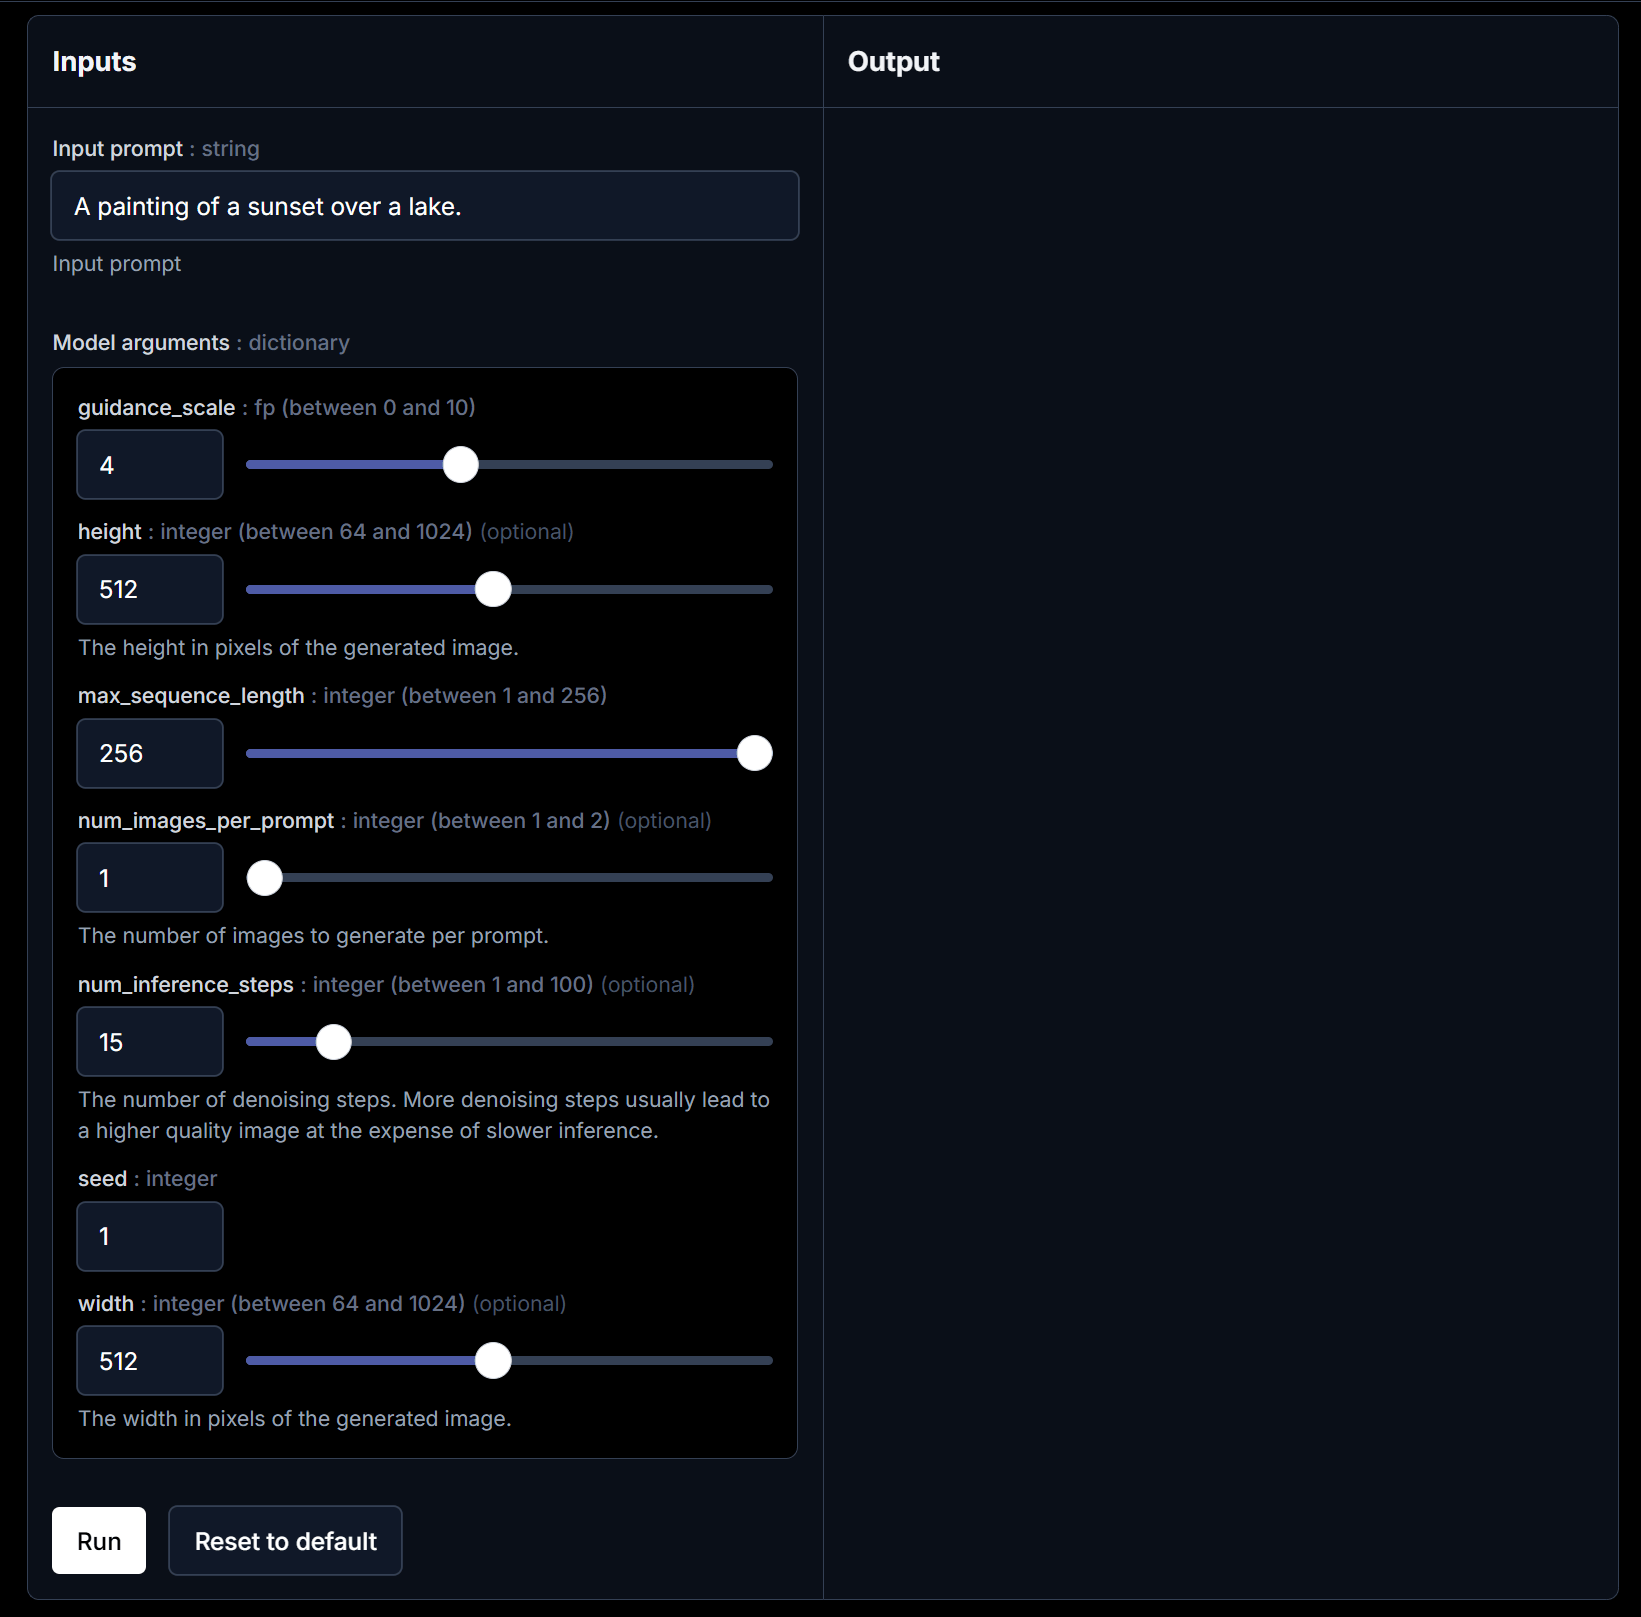 Inputs
Output
Input prompt : string
A painting of a sunset over a lake.
Input prompt
Model arguments : dictionary
guidance_scale : fp (between 0 and 10)
4
height : integer (between 64 and 1024) (optional)
512
The height in pixels of the generated image.
max_sequence_length : integer (between 1 and 256)
256
num_images_per_prompt : integer (between 1 and 2) (optional)
1
The number of images to generate per prompt.
num_inference_steps : integer (between 1 and 100) (optional)
15
The number of denoising steps. More denoising steps usually lead to
a higher quality image at the expense of slower inference.
seed : integer
1
width : integer (between 64 and 1024) (optional)
512
The width in pixels of the generated image.
Run
Reset to default